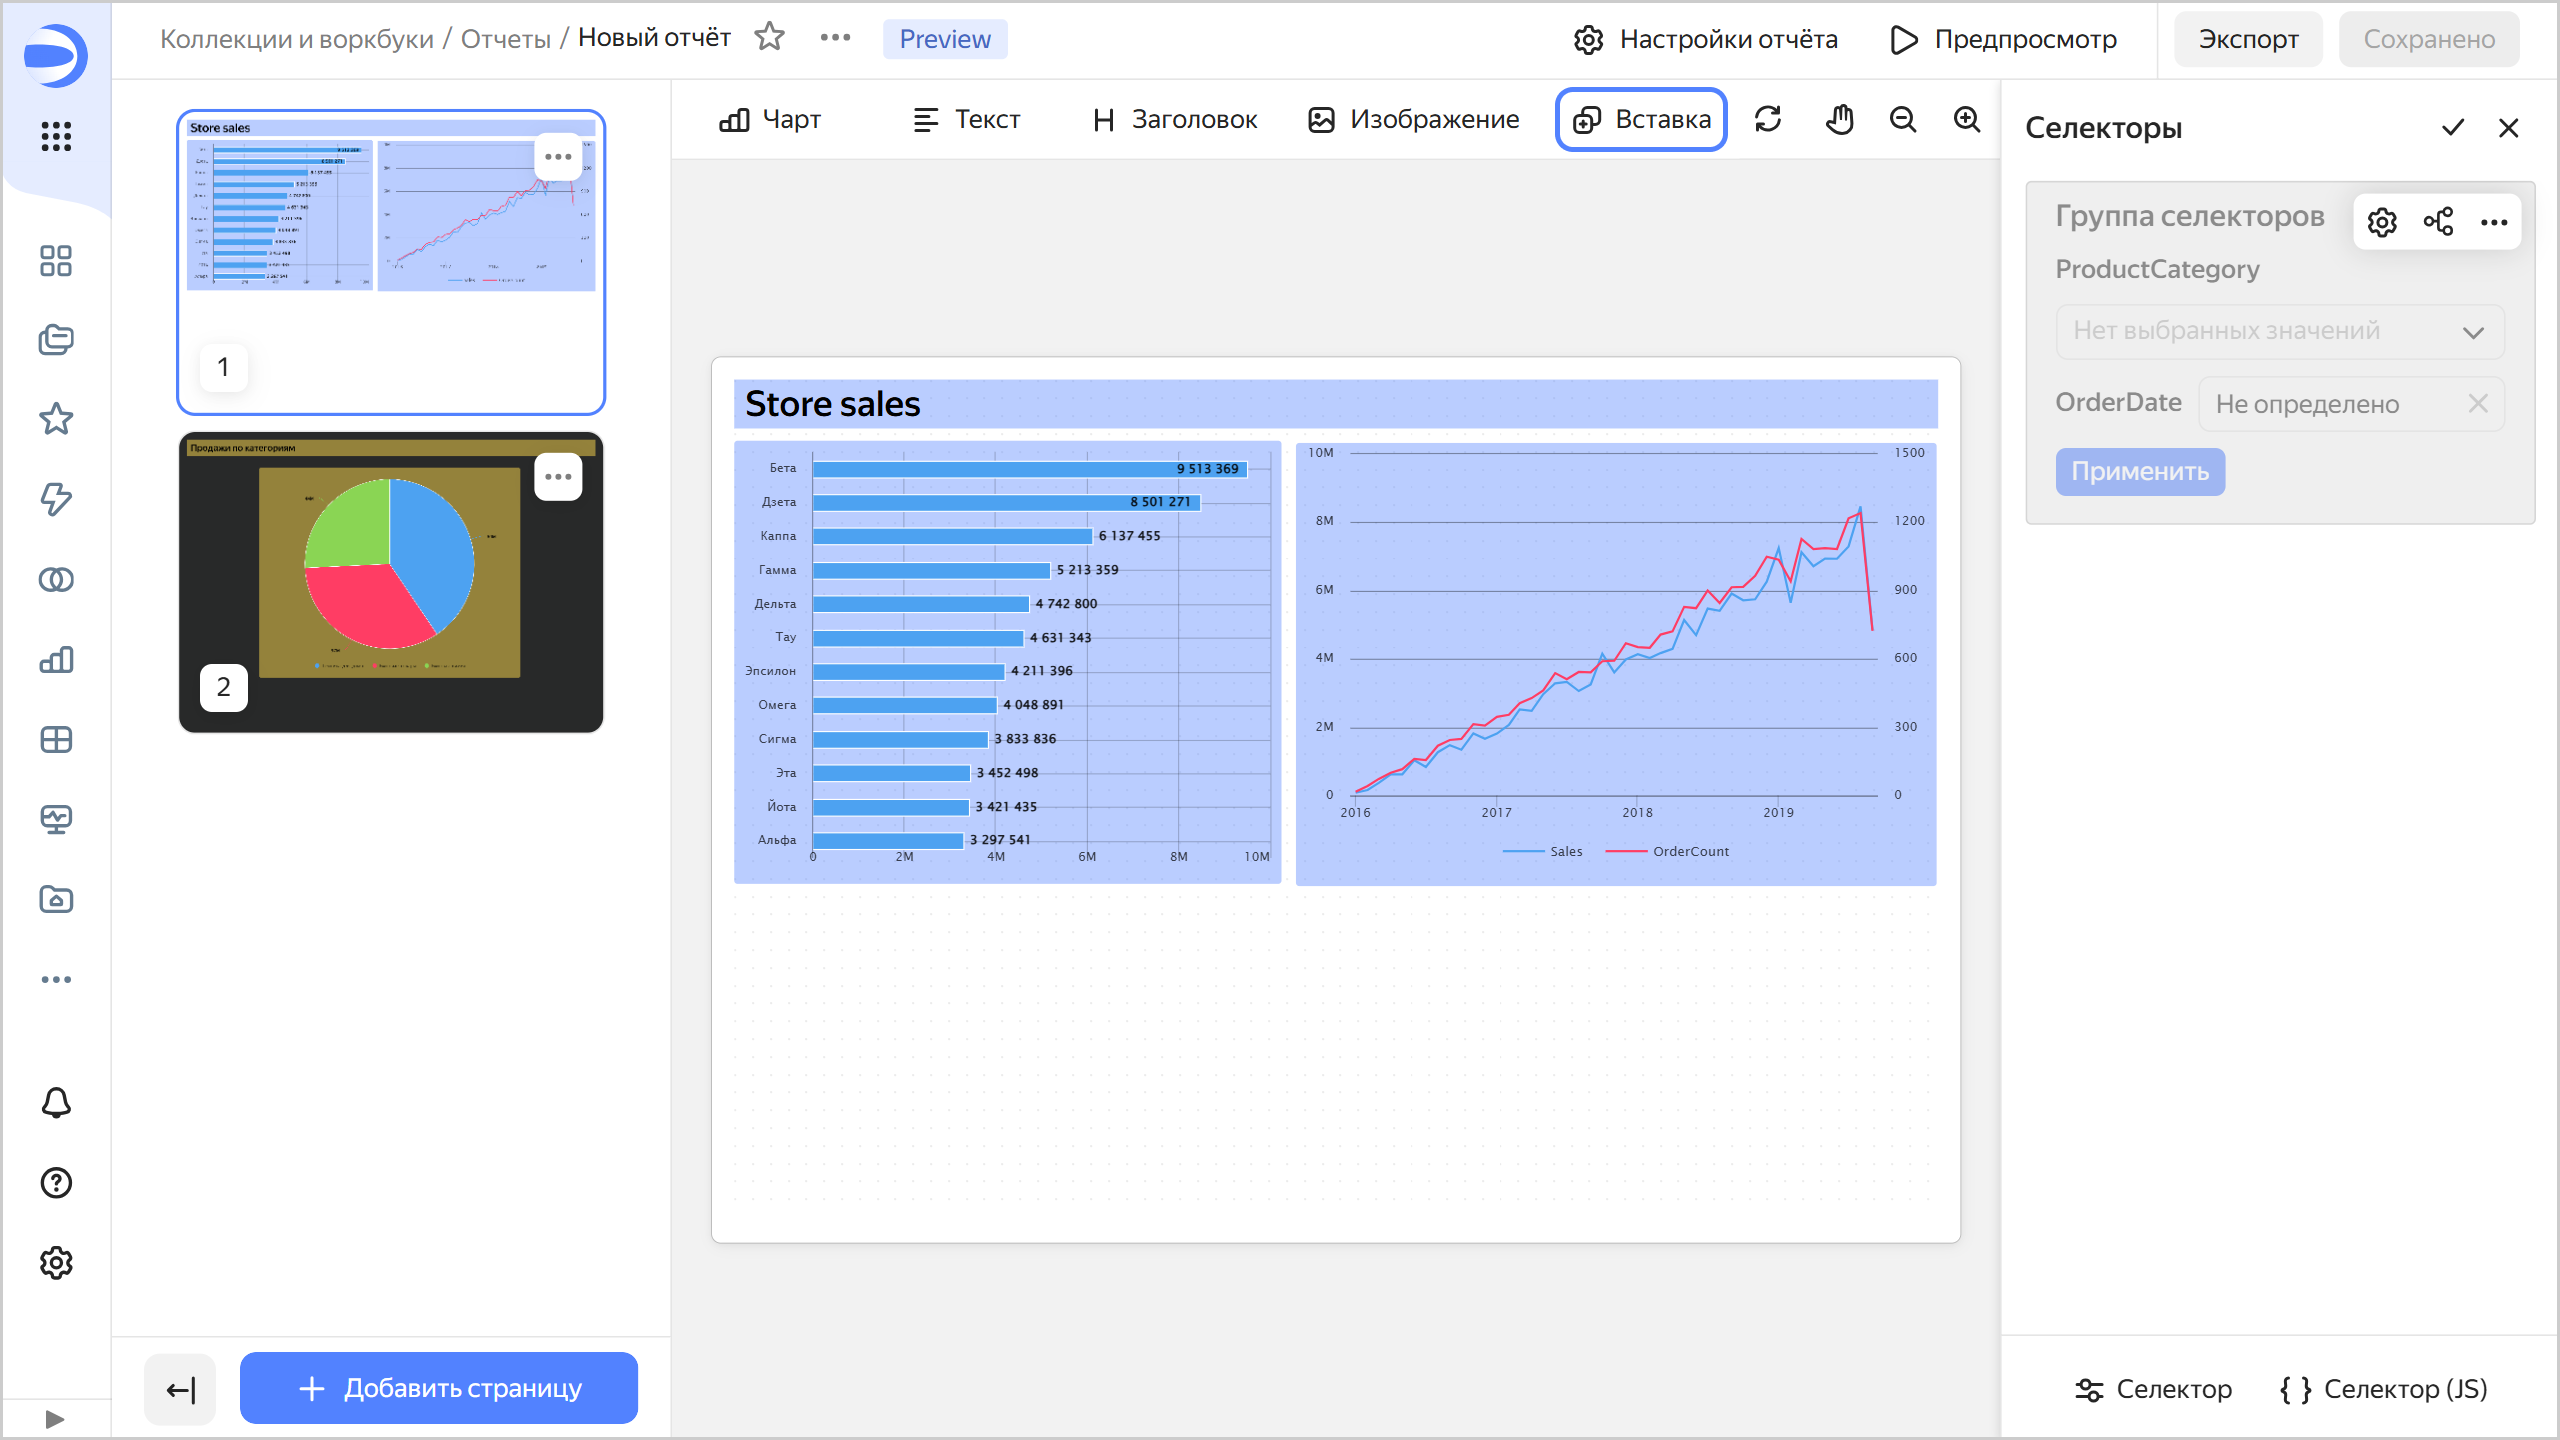 Коллекции и воркбуки / Отчеты / Новый отчёт
Preview
Настройки отчёта
Предпросмотр
Экспорт
Сохранено
Store sales
1
Продажи по категориям
2
Добавить страницу
Чарт
Текст
Заголовок
Изображение
Вставка
Store sales
Бета 9 513 369
Дзета 8 501 271
Каппа 6 137 455
Гамма 5 213 359
Дельта 4 742 800
Тау 4 631 343
Эпсилон 4 211 396
Омега 4 048 891
Сигма 3 833 836
Эта 3 452 498
Йота 3 421 435
Альфа 3 297 541
0 2M 4M 6M 8M 10M
10M 1500
8M 1200
6M 900
4M 600
2M 300
0 0
2016 2017 2018 2019
Sales OrderCount
Селекторы
Группа селекторов
ProductCategory
Нет выбранных значений
OrderDate Не определено
Применить
Селектор
Селектор (JS)